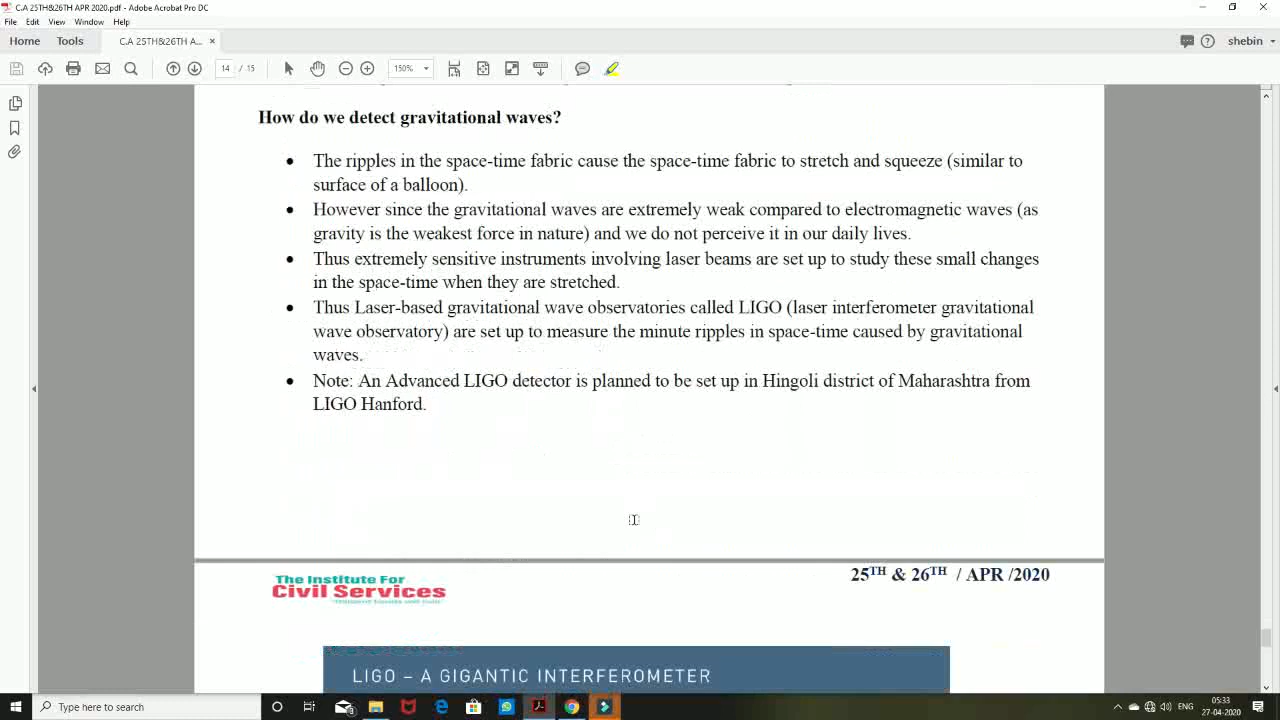 C.A 25TH&26TH APR 2020.pdf - Adobe Acrobat Pro DC
File Edit View Window Help
Home Tools C.A 25TH&26TH A... × shebin
14 / 15 150%
How do we detect gravitational waves?
• The ripples in the space-time fabric cause the space-time fabric to stretch and squeeze (similar to
surface of a balloon).
• However since the gravitational waves are extremely weak compared to electromagnetic waves (as
gravity is the weakest force in nature) and we do not perceive it in our daily lives.
• Thus extremely sensitive instruments involving laser beams are set up to study these small changes
in the space-time when they are stretched.
• Thus Laser-based gravitational wave observatories called LIGO (laser interferometer gravitational
wave observatory) are set up to measure the minute ripples in space-time caused by gravitational
waves.
• Note: An Advanced LIGO detector is planned to be set up in Hingoli district of Maharashtra from
LIGO Hanford.
The Institute For
Civil Services
25TH & 26TH / APR /2020
LIGO – A GIGANTIC INTERFEROMETER
Type here to search
ENG
05:33
27-04-2020